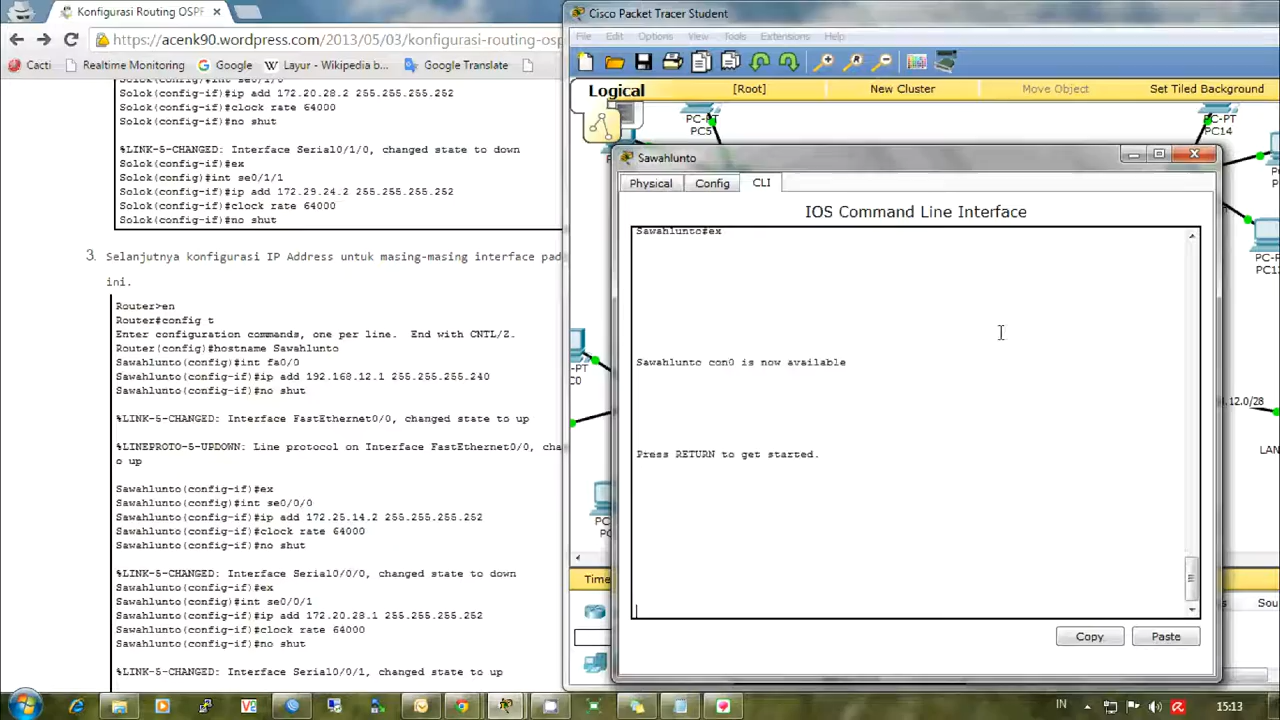 Konfigurasi Routing OSPF
https://acenk90.wordpress.com/2013/05/03/konfigurasi-routing-osp
Cacti
Realtime Monitoring
Google
Layur - Wikipedia b...
Google Translate
Solok(config)#int se0/1/0
Solok(config-if)#ip add 172.20.28.2 255.255.255.252
Solok(config-if)#clock rate 64000
Solok(config-if)#no shut
%LINK-5-CHANGED: Interface Serial0/1/0, changed state to down
Solok(config-if)#ex
Solok(config)#int se0/1/1
Solok(config-if)#ip add 172.29.24.2 255.255.255.252
Solok(config-if)#clock rate 64000
Solok(config-if)#no shut
3. Selanjutnya konfigurasi IP Address untuk masing-masing interface pad
ini.
Router>en
Router#config t
Enter configuration commands, one per line. End with CNTL/Z.
Router(config)#hostname Sawahlunto
Sawahlunto(config)#int fa0/0
Sawahlunto(config-if)#ip add 192.168.12.1 255.255.255.240
Sawahlunto(config-if)#no shut
%LINK-5-CHANGED: Interface FastEthernet0/0, changed state to up
%LINEPROTO-5-UPDOWN: Line protocol on Interface FastEthernet0/0, cha
o up
Sawahlunto(config-if)#ex
Sawahlunto(config)#int se0/0/0
Sawahlunto(config-if)#ip add 172.25.14.2 255.255.255.252
Sawahlunto(config-if)#clock rate 64000
Sawahlunto(config-if)#no shut
%LINK-5-CHANGED: Interface Serial0/0/0, changed state to down
Sawahlunto(config-if)#ex
Sawahlunto(config)#int se0/0/1
Sawahlunto(config-if)#ip add 172.20.28.1 255.255.255.252
Sawahlunto(config-if)#clock rate 64000
Sawahlunto(config-if)#no shut
%LINK-5-CHANGED: Interface Serial0/0/1, changed state to up
Cisco Packet Tracer Student
File Edit Options View Tools Extensions Help
Logical
[Root]
New Cluster
Move Object
Set Tiled Background
PC-PT
PC5
PC-PT
PC14
Sawahlunto
Physical
Config
CLI
IOS Command Line Interface
Sawahlunto#ex
Sawahlunto con0 is now available
Press RETURN to get started.
Copy
Paste
.12.0/28
LAN
Time
Sou
IN
15:13